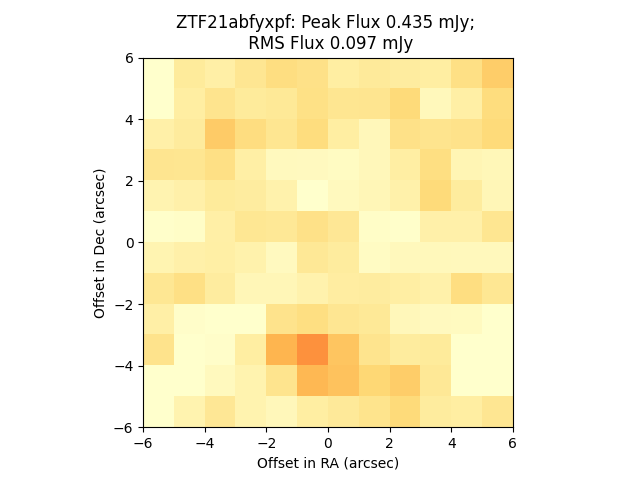 ZTF21abfyxpf: Peak Flux 0.435 mJy;
RMS Flux 0.097 mJy
6
4
2
0
−2
−4
−6
Offset in Dec (arcsec)
−6 −4 −2 0 2 4 6
Offset in RA (arcsec)